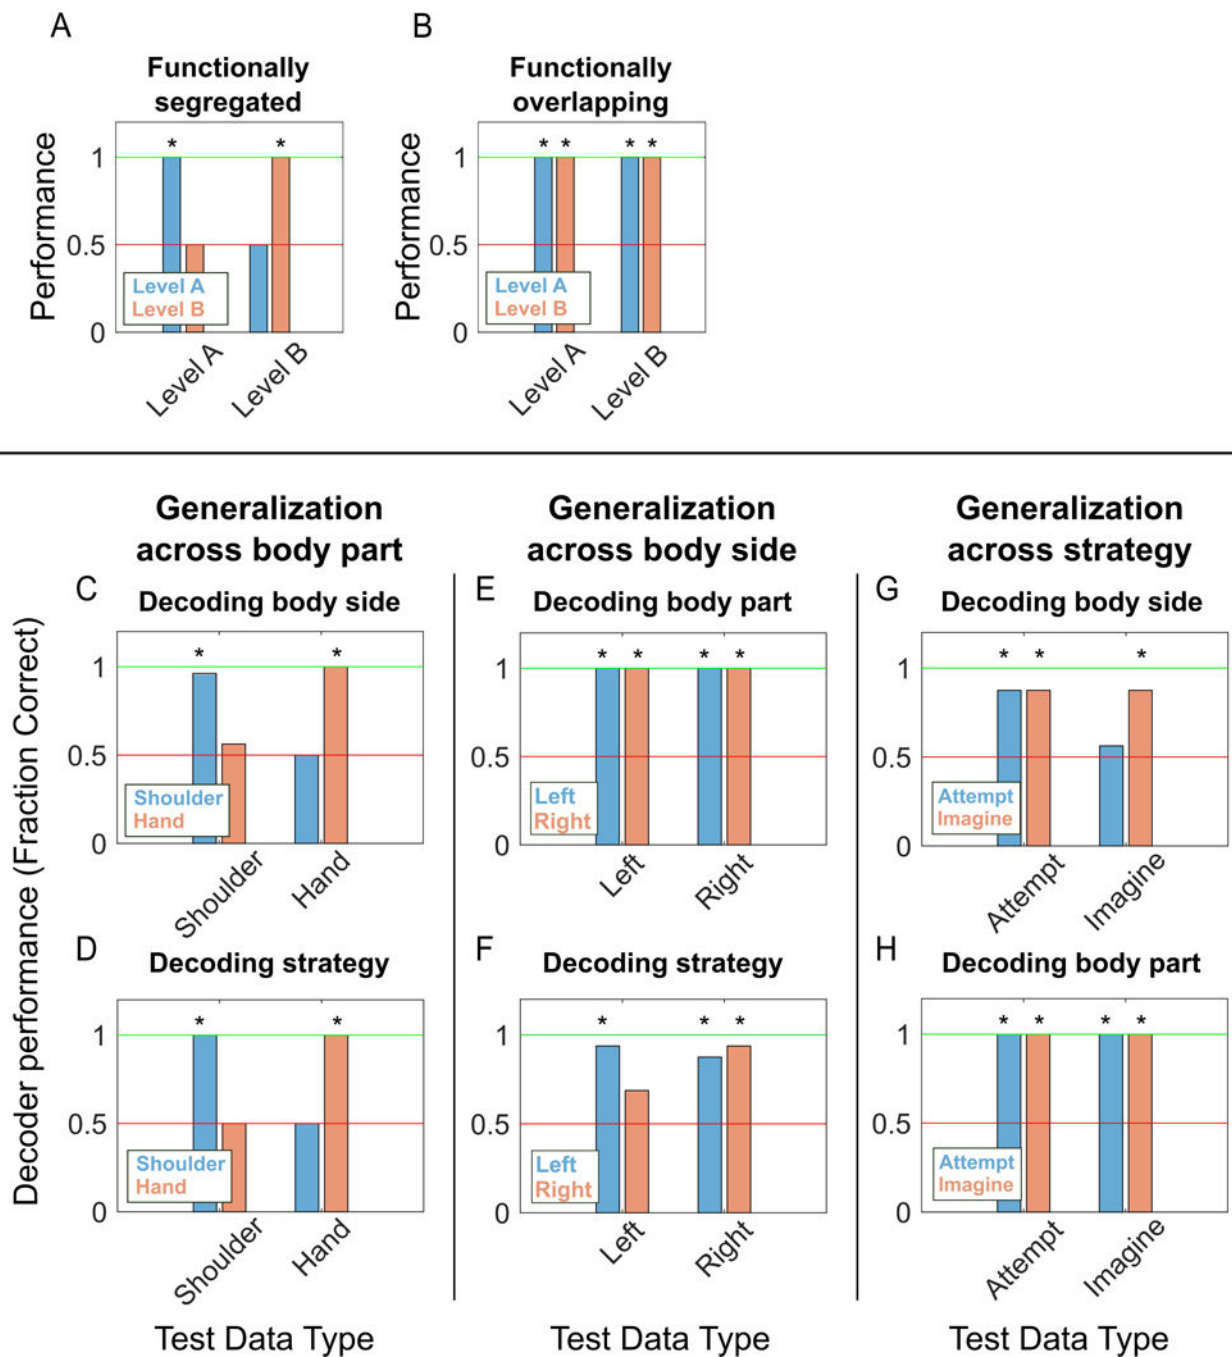 A
Functionally
segregated
Performance
*
*
1
0.5
0
Level A
Level B
Level A
Level B
B
Functionally
overlapping
Performance
* *
* *
1
0.5
0
Level A
Level B
Level A
Level B
Decoder performance (Fraction Correct)
Generalization
across body part
C
Decoding body side
*
*
1
0.5
0
Shoulder
Hand
Shoulder
Hand
D
Decoding strategy
*
*
1
0.5
0
Shoulder
Hand
Shoulder
Hand
Test Data Type
Generalization
across body side
E
Decoding body part
* *
* *
1
0.5
0
Left
Right
Left
Right
F
Decoding strategy
*
* *
1
0.5
0
Left
Right
Left
Right
Test Data Type
Generalization
across strategy
G
Decoding body side
* *
*
1
0.5
0
Attempt
Imagine
Attempt
Imagine
H
Decoding body part
* *
* *
1
0.5
0
Attempt
Imagine
Attempt
Imagine
Test Data Type